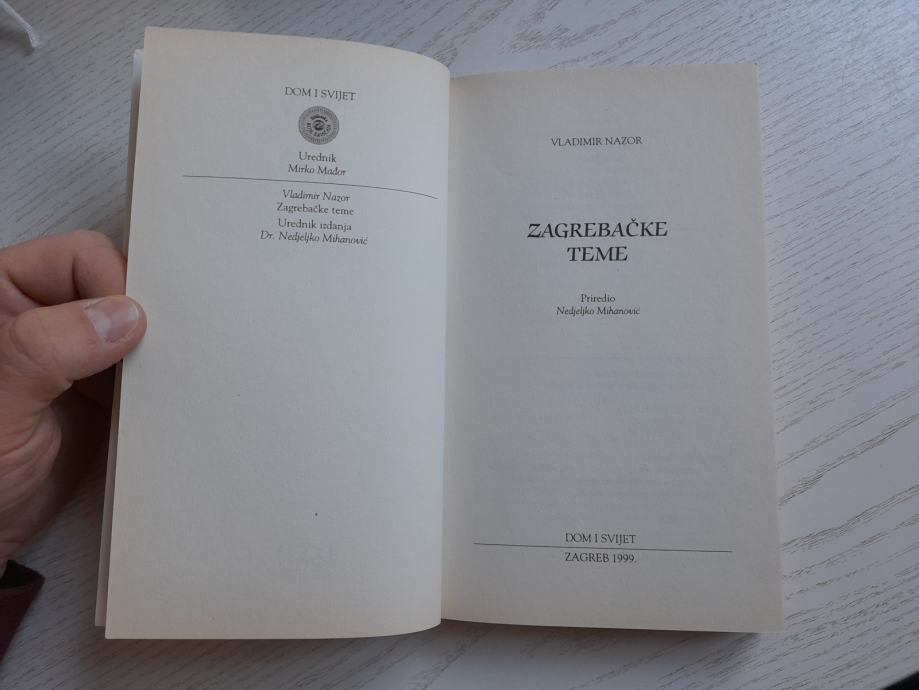 DOM I SVIJET
Urednik
Mirko Mađor
Vladimir Nazor
Zagrebačke teme
Urednik izdanja
Dr. Nedjeljko Mihanović
VLADIMIR NAZOR
ZAGREBAČKE
TEME
Priredio
Nedjeljko Mihanović
DOM I SVIJET
ZAGREB 1999.